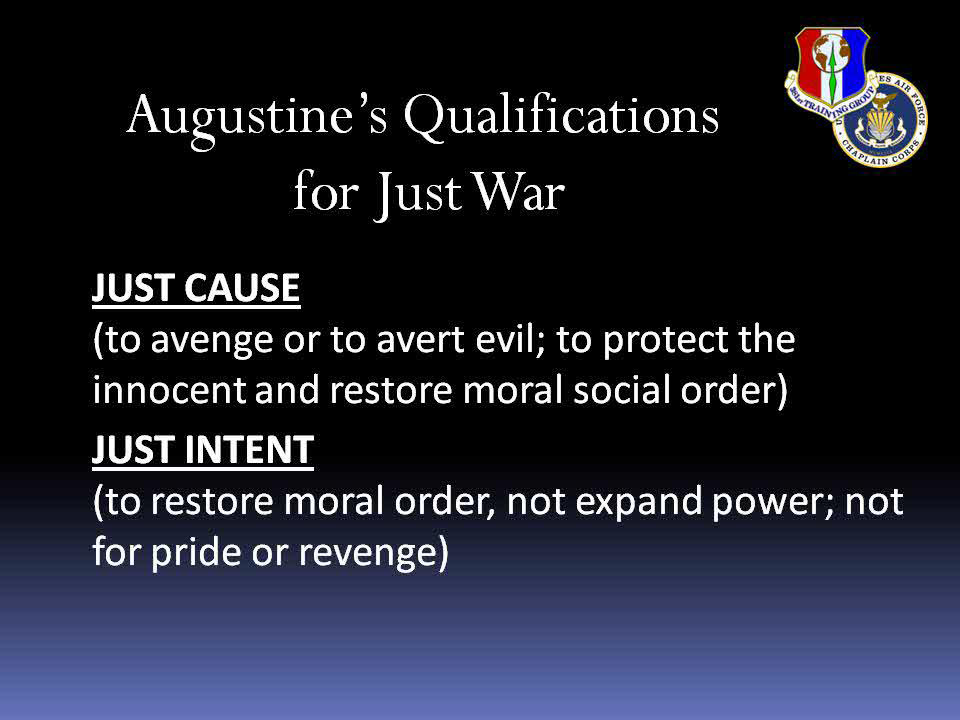 Augustine's Qualifications
for Just War
381st TRAINING GROUP
ES AIR FORCE
CHAPLAIN CORPS
JUST CAUSE
(to avenge or to avert evil; to protect the
innocent and restore moral social order)
JUST INTENT
(to restore moral order, not expand power; not
for pride or revenge)